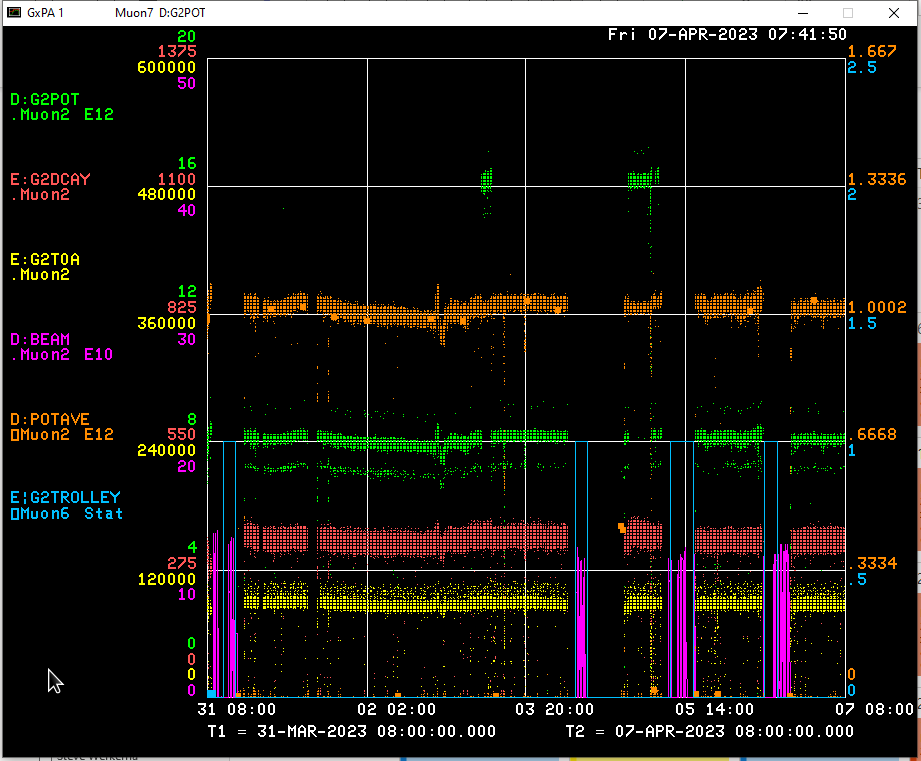 GxPA 1 Muon7 D:G2POT
Fri 07-APR-2023 07:41:50
20
1375
600000
50
1.667
2.5
D:G2POT
.Muon2 E12
16
1100
480000
40
1.3336
2
E:G2DCAY
.Muon2
E:G2TOA
.Muon2
12
825
360000
30
1.0002
1.5
D:BEAM
.Muon2 E10
D:POTAVE
▯Muon2 E12
8
550
240000
20
.6668
1
E¦G2TROLLEY
▯Muon6 Stat
4
275
120000
10
.3334
.5
0
0
0
0
0
0
31 08:00 02 02:00 03 20:00 05 14:00 07 08:00
T1 = 31-MAR-2023 08:00:00.000 T2 = 07-APR-2023 08:00:00.000